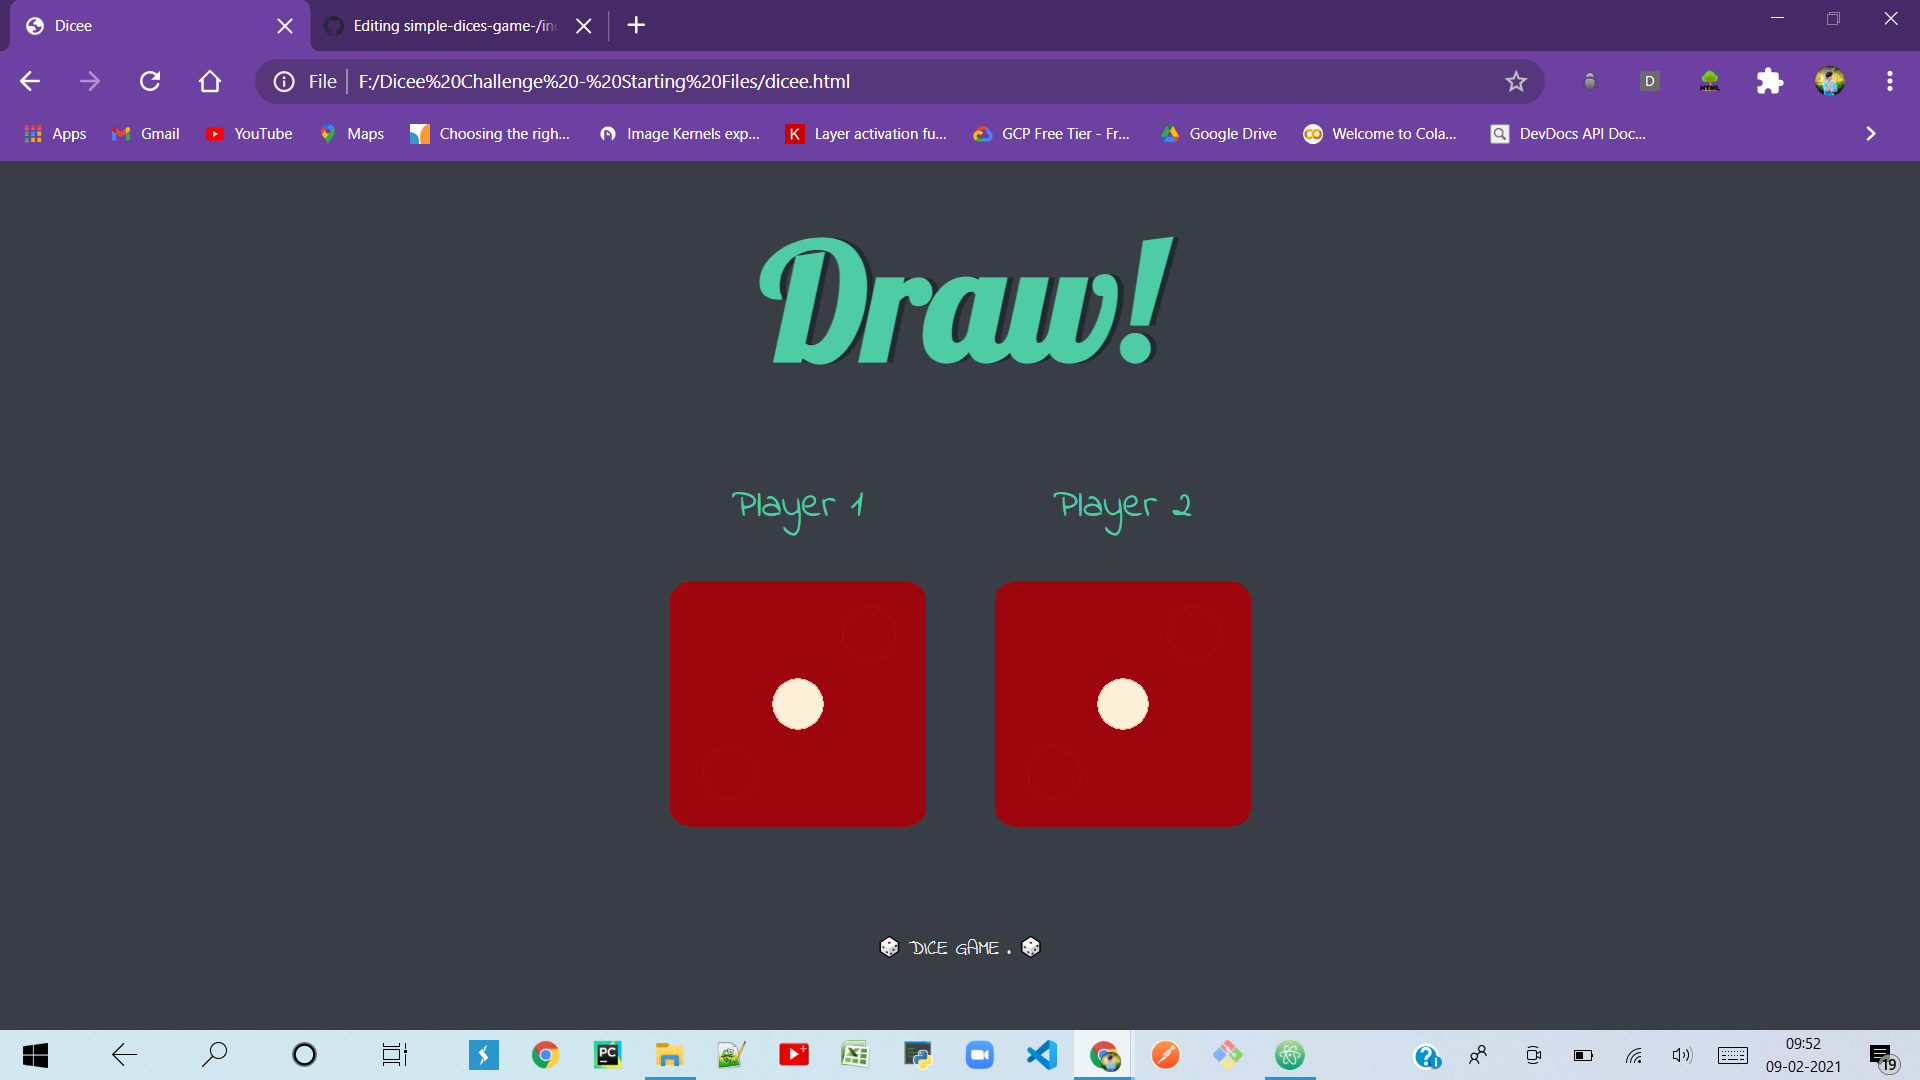 Dicee
Editing simple-dices-game-/in
File
F:/Dicee%20Challenge%20-%20Starting%20Files/dicee.html
D
HTML
Apps
Gmail
YouTube
Maps
Choosing the righ...
Image Kernels exp...
K
Layer activation fu...
GCP Free Tier - Fr...
Google Drive
Welcome to Cola...
DevDocs API Doc...
Draw!
Player 1
Player 2
DICE GAME .
PC
09:52
09-02-2021
19